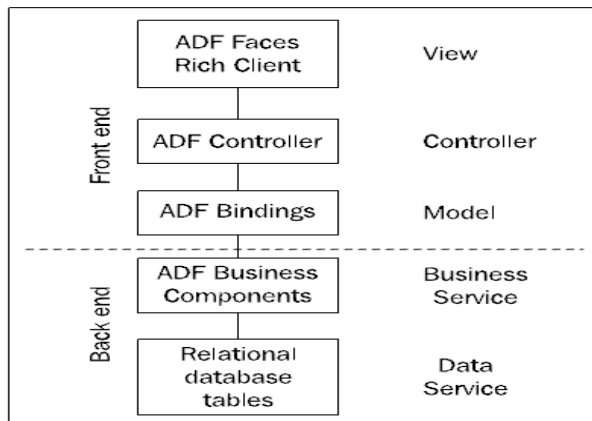 ADF Faces
Rich Client
View
ADF Controller
Controller
ADF Bindings
Model
Front end
ADF Business
Components
Business
Service
Relational
database
tables
Data
Service
Back end